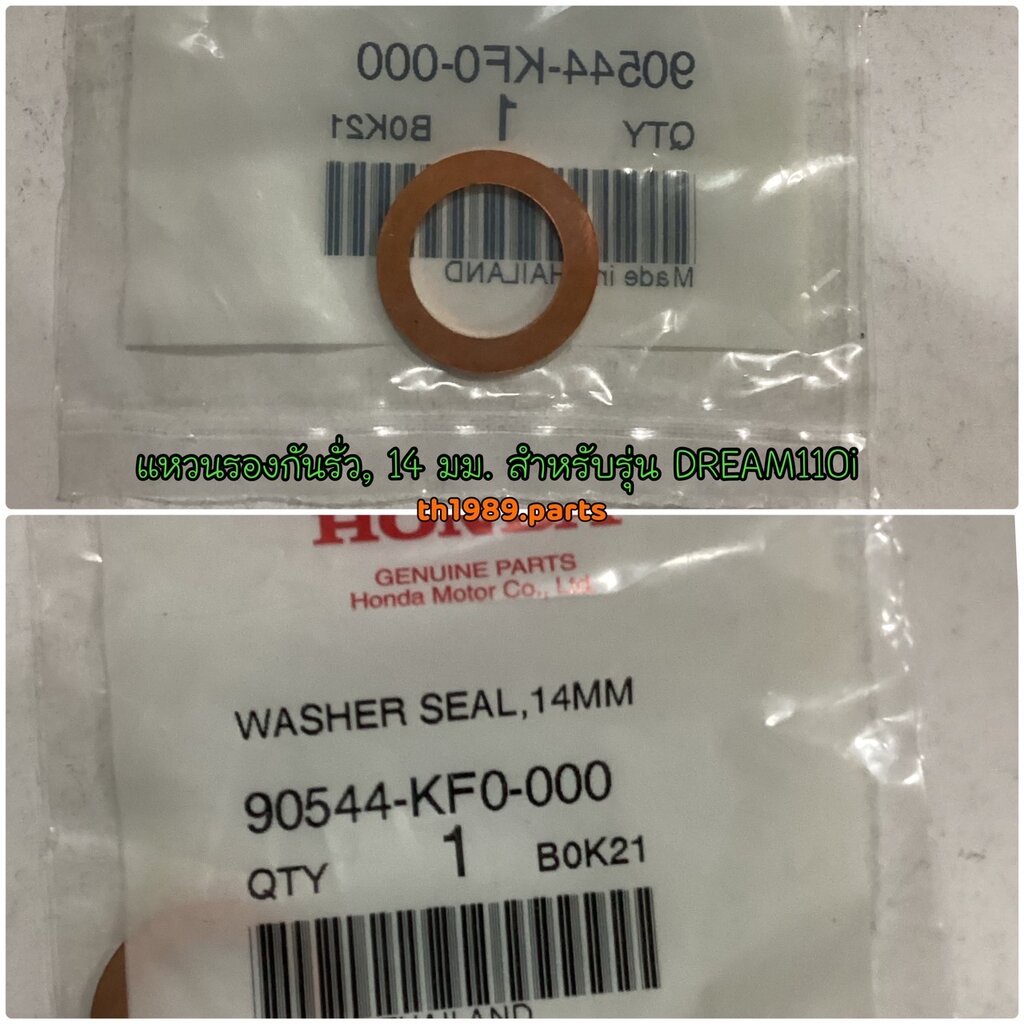 90544-KF0-000
1
QTY B0K21
Made in THAILAND
แหวนรองกันรั่ว, 14 มม. สำหรับรุ่น DREAM110i
th1989.parts
HONDA
GENUINE PARTS
Honda Motor Co., Ltd.
WASHER SEAL,14MM
90544-KF0-000
QTY 1 B0K21
THAILAND